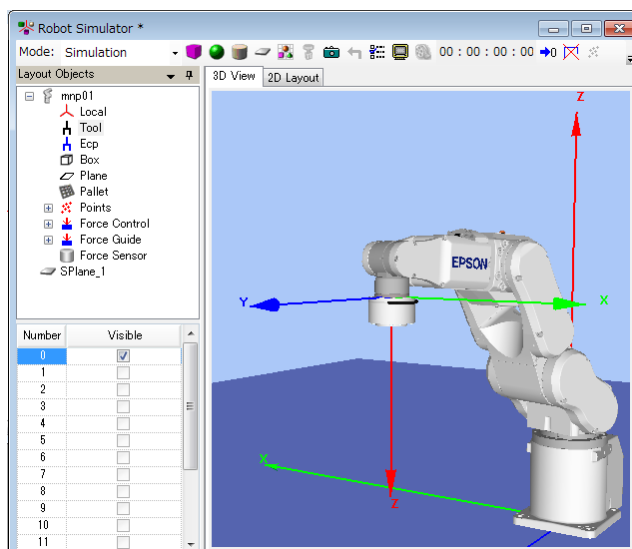 Robot Simulator *
Mode: Simulation 00 : 00 : 00 : 00
Layout Objects
3D View 2D Layout
mnp01
Local
Tool
Ecp
Box
Plane
Pallet
Points
Force Control
Force Guide
Force Sensor
SPlane_1
Number Visible
0
1
2
3
4
5
6
7
8
9
10
11
Z
EPSON
Y
X
X
Z